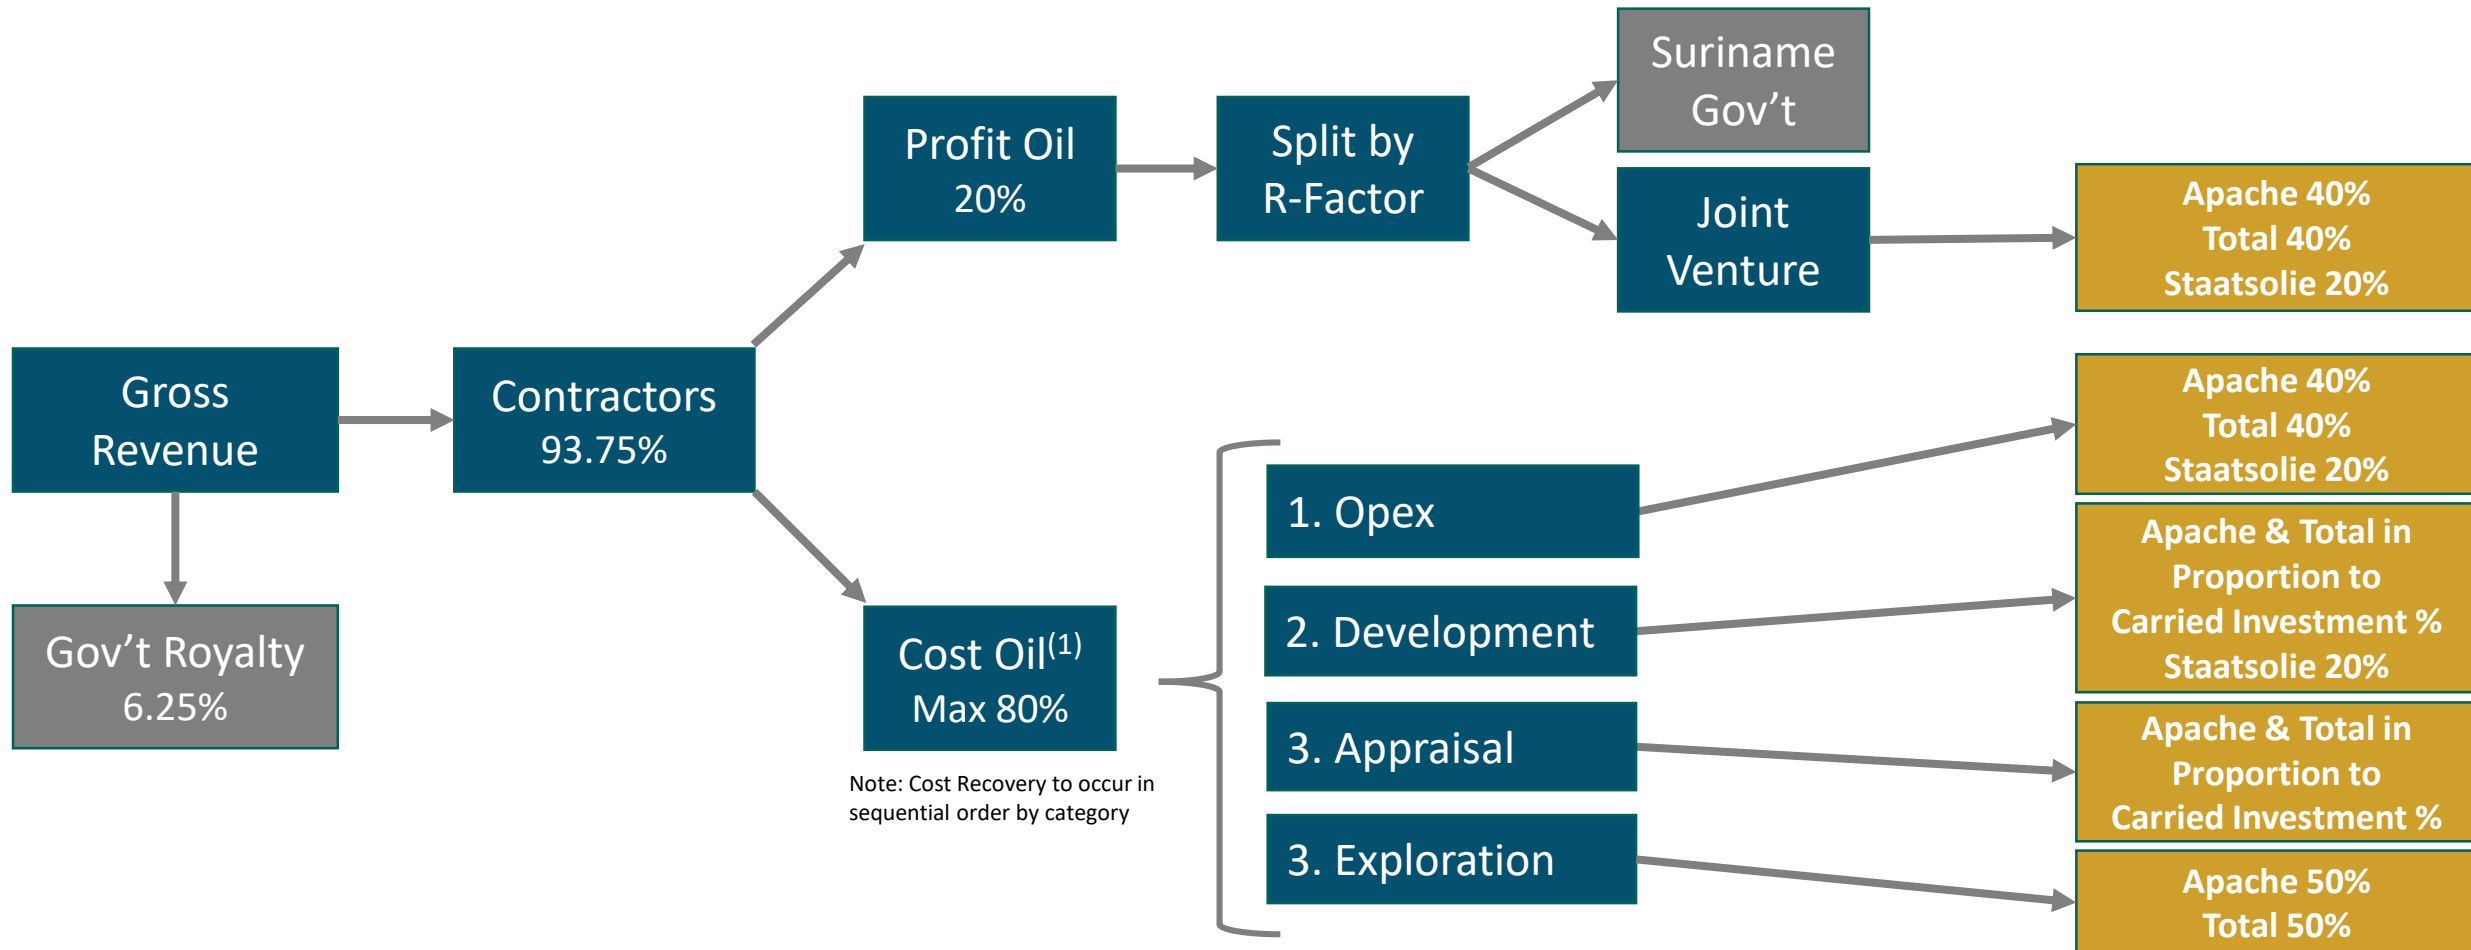 Gross
Revenue
Gov’t Royalty
6.25%
Contractors
93.75%
Profit Oil
20%
Split by
R-Factor
Suriname
Gov’t
Joint
Venture
Apache 40%
Total 40%
Staatsolie 20%
Cost Oil(1)
Max 80%
Note: Cost Recovery to occur in
sequential order by category
1. Opex
Apache 40%
Total 40%
Staatsolie 20%
2. Development
Apache & Total in
Proportion to
Carried Investment %
Staatsolie 20%
3. Appraisal
Apache & Total in
Proportion to
Carried Investment %
3. Exploration
Apache 50%
Total 50%